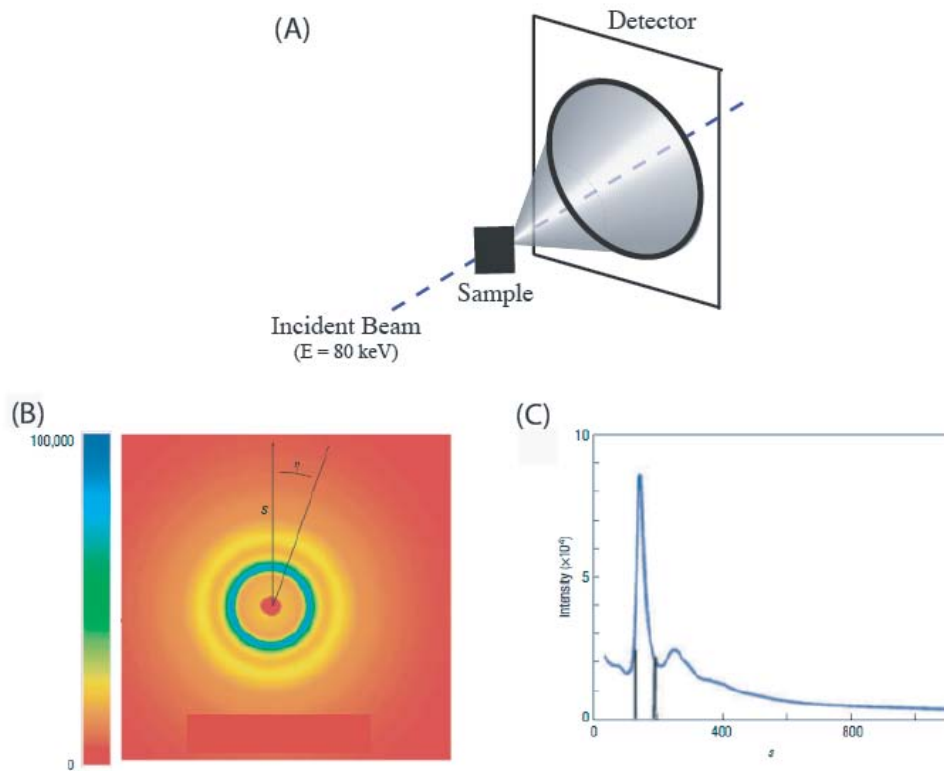 (A)
Detector
Sample
Incident Beam
(E = 80 keV)
(B)
100,000
0
η
s
(C)
10
5
0
Intensity (×10⁴)
0
400
800
s